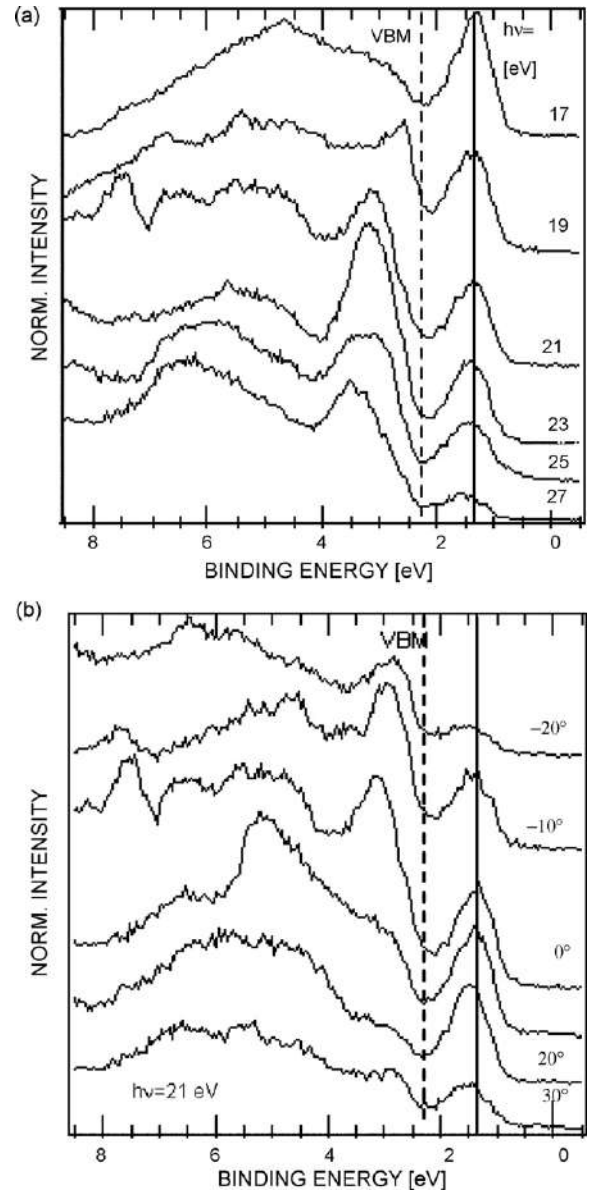 (a)
VBM
hν=
[eV]
17
19
21
23
25
27
NORM. INTENSITY
8 6 4 2 0
BINDING ENERGY [eV]
(b)
VBM
−20°
−10°
0°
20°
30°
hν=21 eV
NORM. INTENSITY
8 6 4 2 0
BINDING ENERGY [eV]